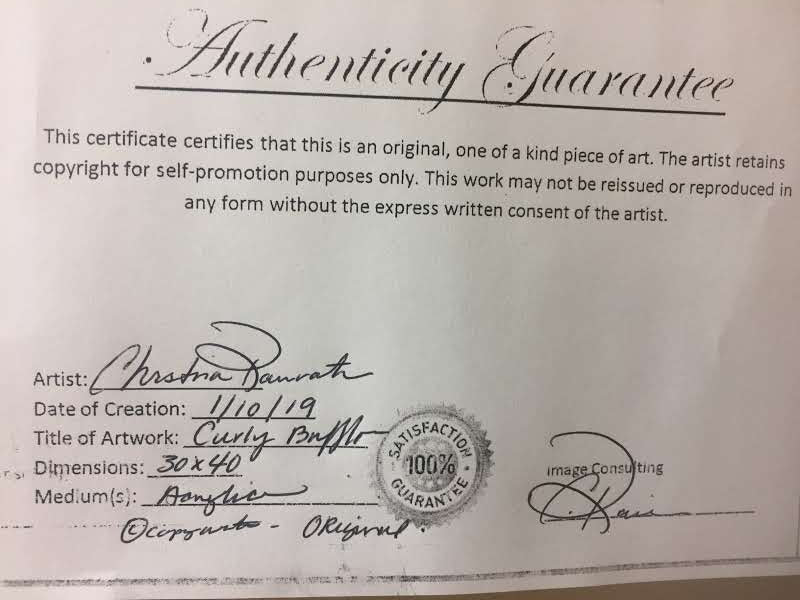 Authenticity Guarantee
This certificate certifies that this is an original, one of a kind piece of art. The artist retains
copyright for self-promotion purposes only. This work may not be reissued or reproduced in
any form without the express written consent of the artist.
Artist:
Date of Creation: 1/10/19
Title of Artwork: Curly Bufflo
Dimensions: 30x40
Medium(s):
© - ORiginal.
SATISFACTION
100%
GUARANTEE
image Consulting